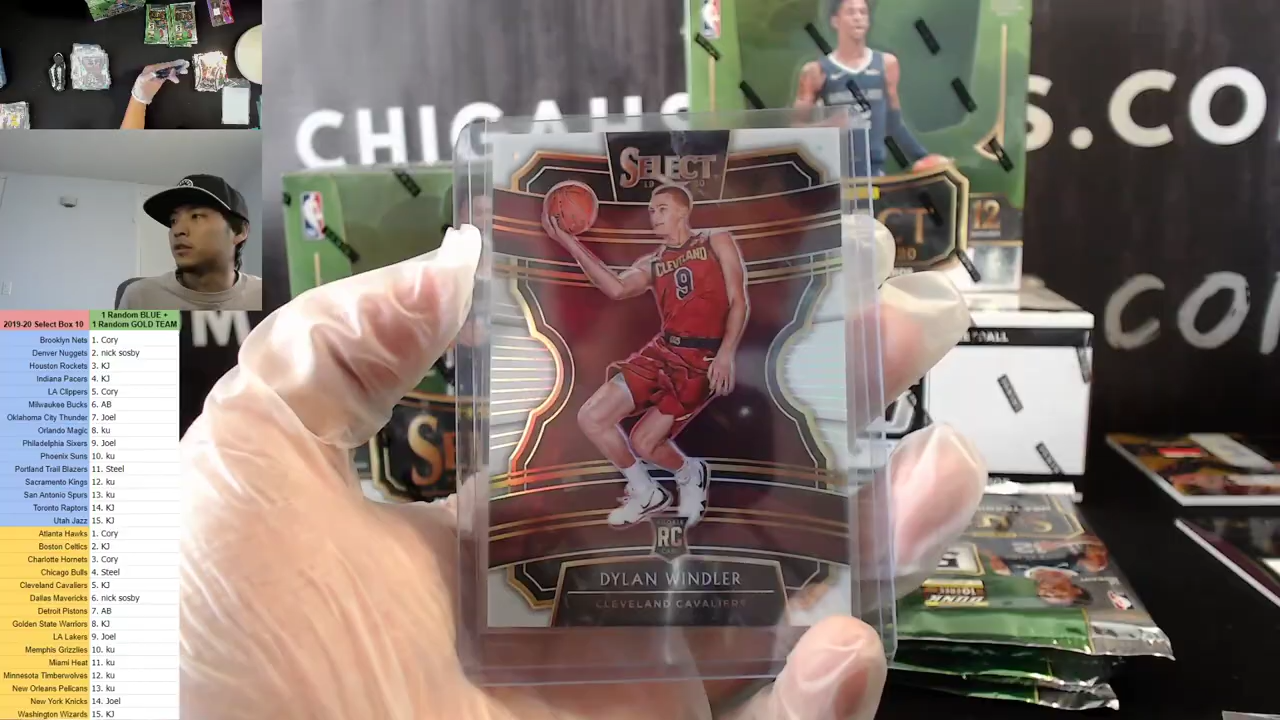 CHIGAHS
S.COM
COM
SELECT
CLEVELAND
9
ROOKIE
RC
CARD
DYLAN WINDLER
CLEVELAND CAVALIERS
12
2019-20 Select Box 10
1 Random BLUE +
1 Random GOLD TEAM
Brooklyn Nets 1. Cory
Denver Nuggets 2. nick sosby
Houston Rockets 3. KJ
Indiana Pacers 4. KJ
LA Clippers 5. Cory
Milwaukee Bucks 6. AB
Oklahoma City Thunder 7. Joel
Orlando Magic 8. ku
Philadelphia Sixers 9. Joel
Phoenix Suns 10. ku
Portland Trail Blazers 11. Steel
Sacramento Kings 12. ku
San Antonio Spurs 13. ku
Toronto Raptors 14. KJ
Utah Jazz 15. KJ
Atlanta Hawks 1. Cory
Boston Celtics 2. KJ
Charlotte Hornets 3. Cory
Chicago Bulls 4. Steel
Cleveland Cavaliers 5. KJ
Dallas Mavericks 6. nick sosby
Detroit Pistons 7. AB
Golden State Warriors 8. KJ
LA Lakers 9. Joel
Memphis Grizzlies 10. ku
Miami Heat 11. ku
Minnesota Timberwolves 12. ku
New Orleans Pelicans 13. ku
New York Knicks 14. Joel
Washington Wizards 15. KJ